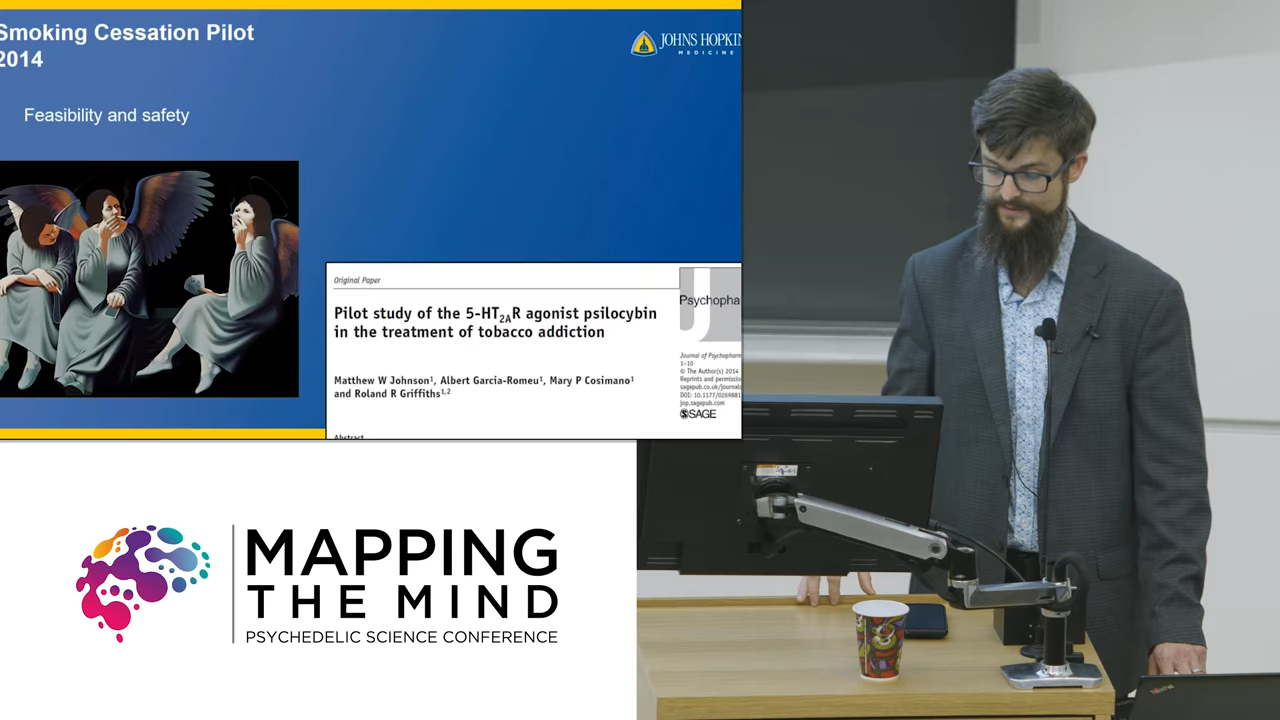 Smoking Cessation Pilot
2014
JOHNS HOPKIN
MEDICINE
Feasibility and safety
Original Paper
Pilot study of the 5-HT2AR agonist psilocybin
in the treatment of tobacco addiction
Matthew W Johnson1, Albert Garcia-Romeu1, Mary P Cosimano1
and Roland R Griffiths1,2
Abstract
Psychopha
Journal of Psychopharm
1–10
© The Author(s) 2014
Reprints and permission
sagepub.co.uk/journals
DOI: 10.1177/0269881
jop.sagepub.com
SAGE
MAPPING
THE MIND
PSYCHEDELIC SCIENCE CONFERENCE